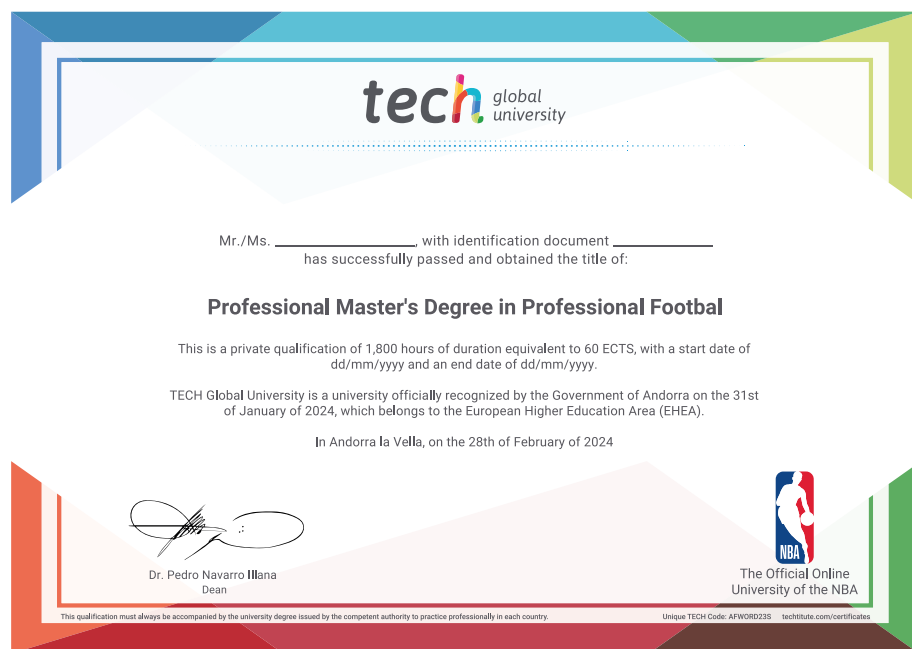 tech global
university
Mr./Ms. ____________, with identification document ____________
has successfully passed and obtained the title of:
Professional Master's Degree in Professional Footbal
This is a private qualification of 1,800 hours of duration equivalent to 60 ECTS, with a start date of
dd/mm/yyyy and an end date of dd/mm/yyyy.
TECH Global University is a university officially recognized by the Government of Andorra on the 31st
of January of 2024, which belongs to the European Higher Education Area (EHEA).
In Andorra la Vella, on the 28th of February of 2024
Dr. Pedro Navarro Illana
Dean
NBA
The Official Online
University of the NBA
This qualification must always be accompanied by the university degree issued by the competent authority to practice professionally in each country.
Unique TECH Code: AFWORD23S techtitute.com/certificates